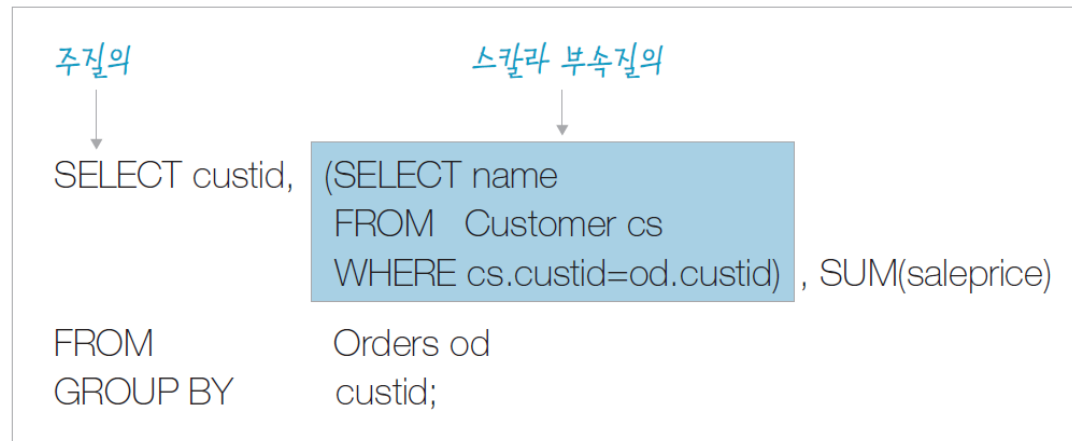 주질의
스칼라 부속질의
SELECT custid, (SELECT name
FROM Customer cs
WHERE cs.custid=od.custid) , SUM(saleprice)
FROM Orders od
GROUP BY custid;